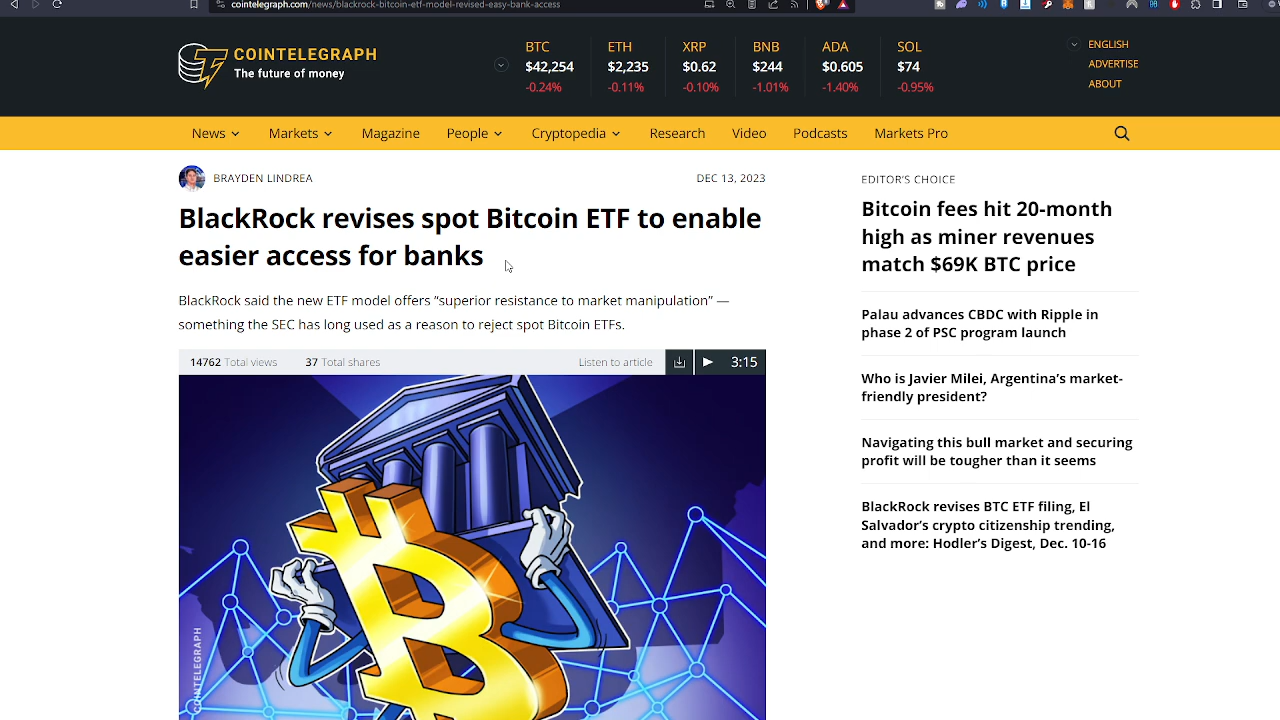 cointelegraph.com/news/blackrock-bitcoin-etf-model-revised-easy-bank-access
COINTELEGRAPH
The future of money
BTC
$42,254
-0.24%
ETH
$2,235
-0.11%
XRP
$0.62
-0.10%
BNB
$244
-1.01%
ADA
$0.605
-1.40%
SOL
$74
-0.95%
ENGLISH
ADVERTISE
ABOUT
News
Markets
Magazine
People
Cryptopedia
Research
Video
Podcasts
Markets Pro
BRAYDEN LINDREA
DEC 13, 2023
BlackRock revises spot Bitcoin ETF to enable
easier access for banks
BlackRock said the new ETF model offers "superior resistance to market manipulation" —
something the SEC has long used as a reason to reject spot Bitcoin ETFs.
14762 Total views
37 Total shares
Listen to article
3:15
COINTELEGRAPH
EDITOR'S CHOICE
Bitcoin fees hit 20-month
high as miner revenues
match $69K BTC price
Palau advances CBDC with Ripple in
phase 2 of PSC program launch
Who is Javier Milei, Argentina's market-
friendly president?
Navigating this bull market and securing
profit will be tougher than it seems
BlackRock revises BTC ETF filing, El
Salvador's crypto citizenship trending,
and more: Hodler's Digest, Dec. 10-16